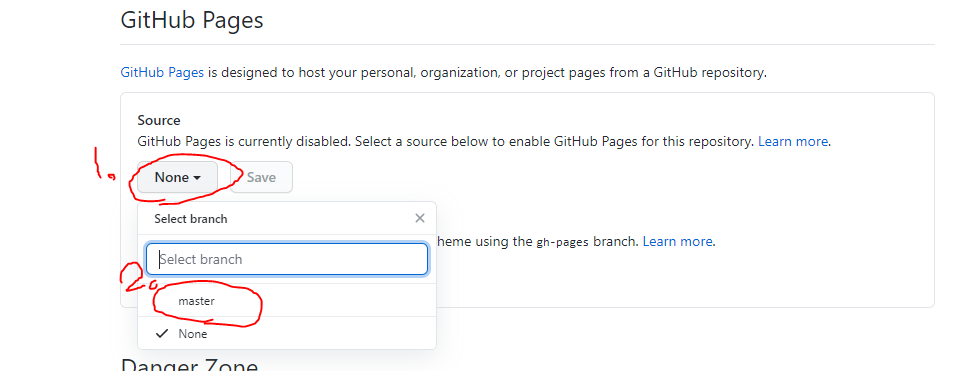 GitHub Pages
GitHub Pages is designed to host your personal, organization, or project pages from a GitHub repository.
Source
GitHub Pages is currently disabled. Select a source below to enable GitHub Pages for this repository. Learn more.
1.
None Save
Select branch
heme using the gh-pages branch. Learn more.
Select branch
2.
master
None
Danger Zone